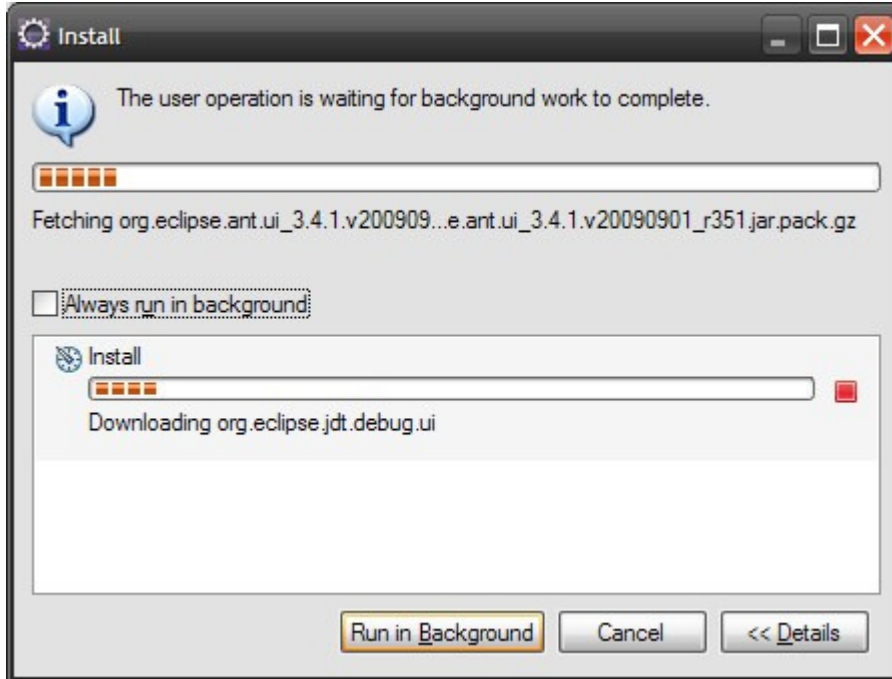 Install
The user operation is waiting for background work to complete.
Fetching org.eclipse.ant.ui_3.4.1.v200909...e.ant.ui_3.4.1.v20090901_r351.jar.pack.gz
Always run in background
Install
Downloading org.eclipse.jdt.debug.ui
Run in Background Cancel << Details